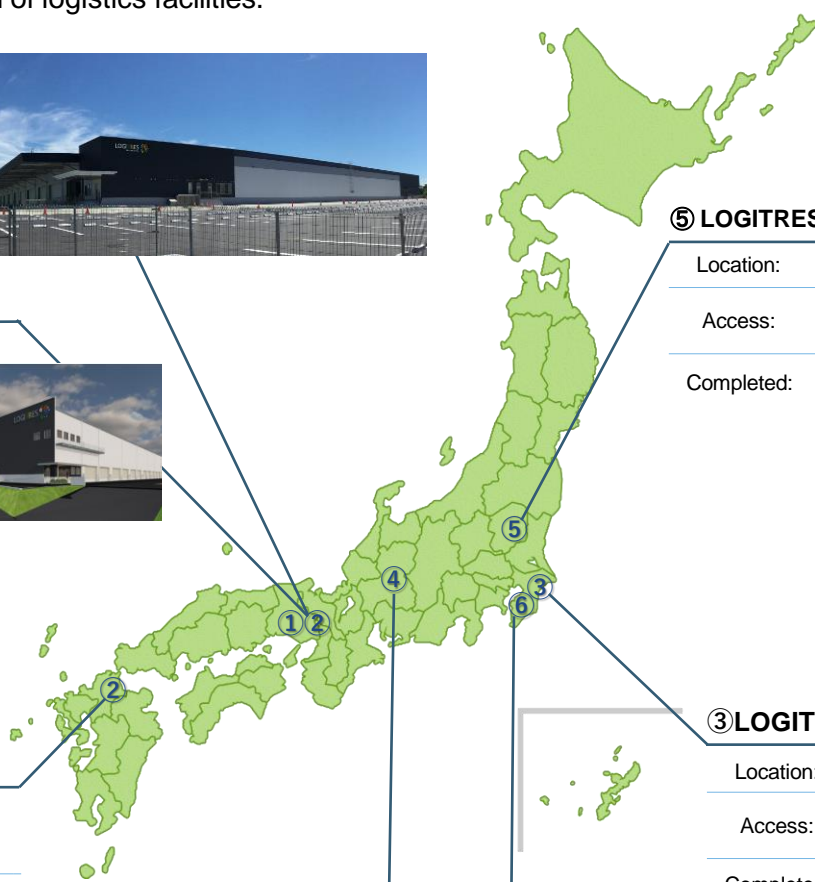 of logistics facilities.
⑤ LOGITRES
Location:
Access:
Completed:
⑤
④
③
⑥
① ②
②
③LOGIT
Location:
Access: